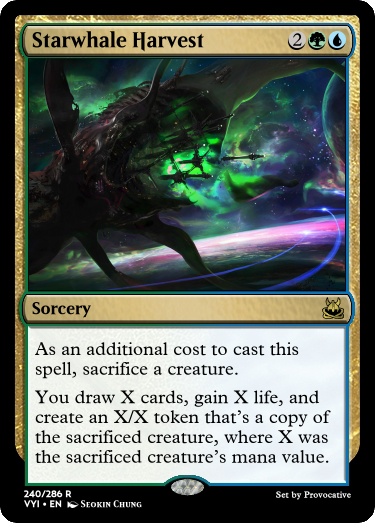 Starwhale Harvest 2
Sorcery
As an additional cost to cast this
spell, sacrifice a creature.
You draw X cards, gain X life, and
create an X/X token that's a copy of
the sacrificed creature, where X was
the sacrificed creature's mana value.
240/286 R
VYI • EN Seokin Chung
Set by Provocative